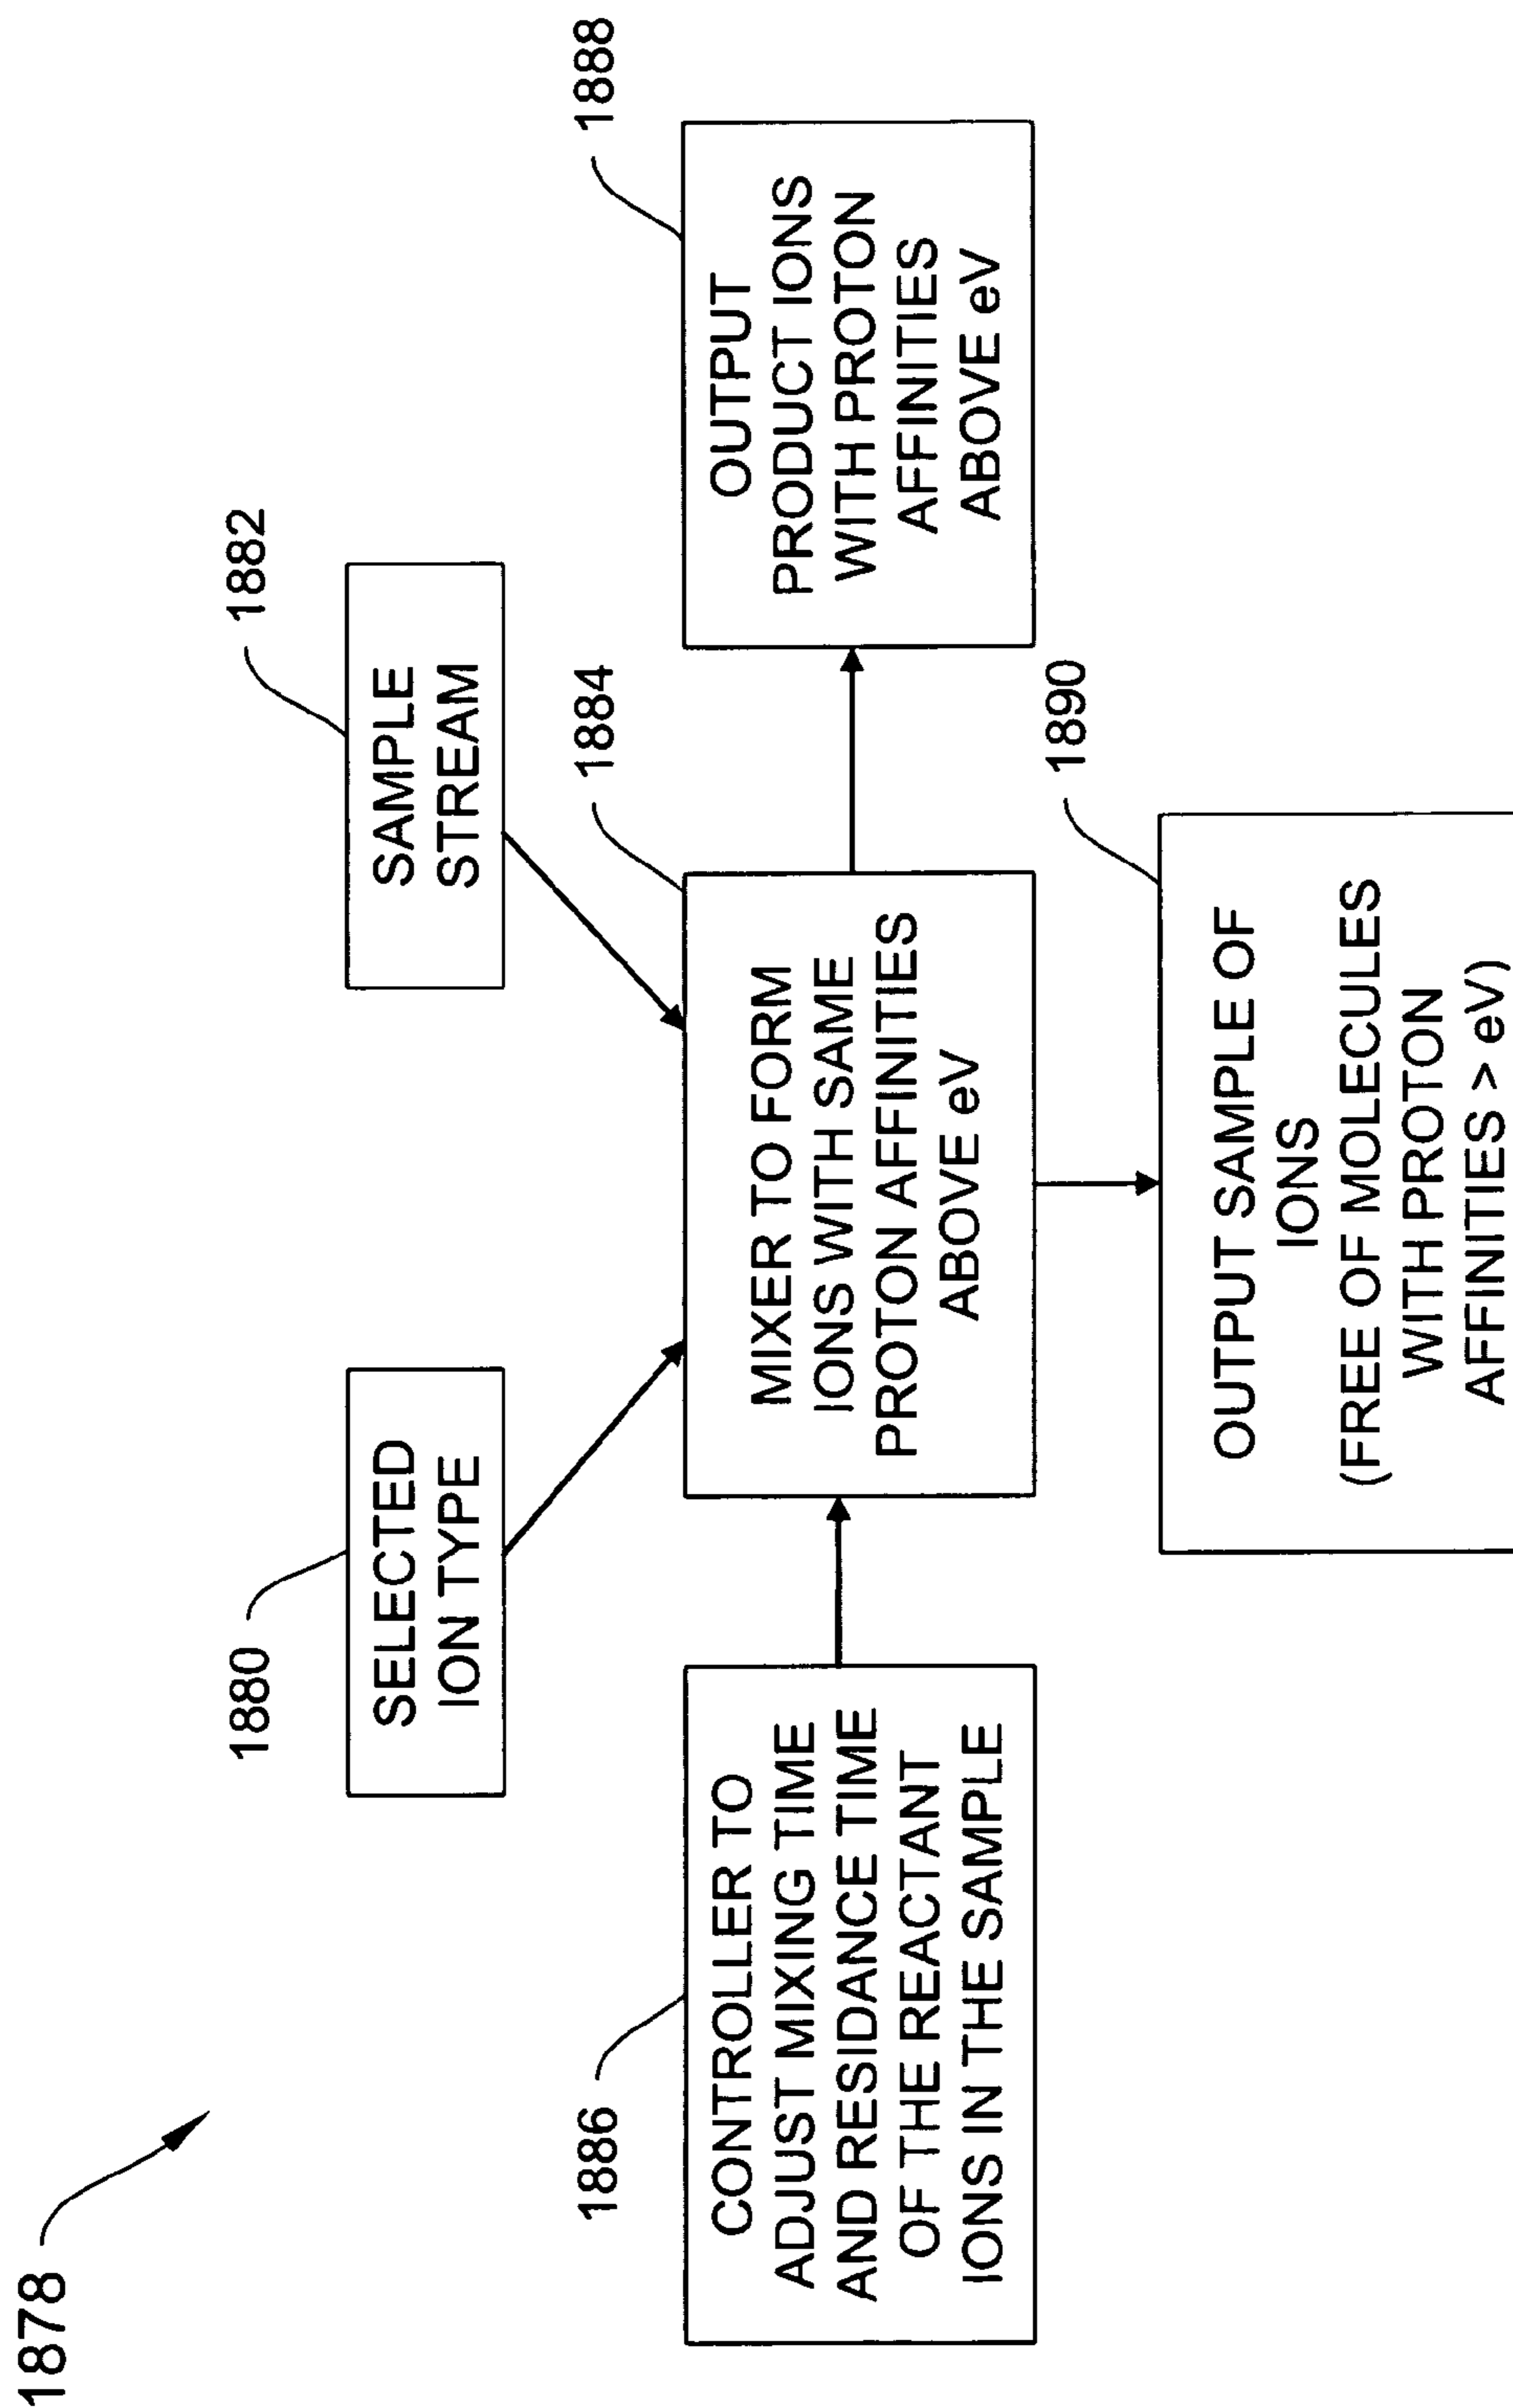 1878
1880
SELECTED
ION TYPE
1882
SAMPLE
STREAM
1886
CONTROLLER TO
ADJUST MIXING TIME
AND RESIDANCE TIME
OF THE REACTANT
IONS IN THE SAMPLE
1884
MIXER TO FORM
IONS WITH SAME
PROTON AFFINITIES
ABOVE eV
1888
OUTPUT
PRODUCT IONS
WITH PROTON
AFFINITIES
ABOVE eV
1890
OUTPUT SAMPLE OF
IONS
(FREE OF MOLECULES
WITH PROTON
AFFINITIES > eV)